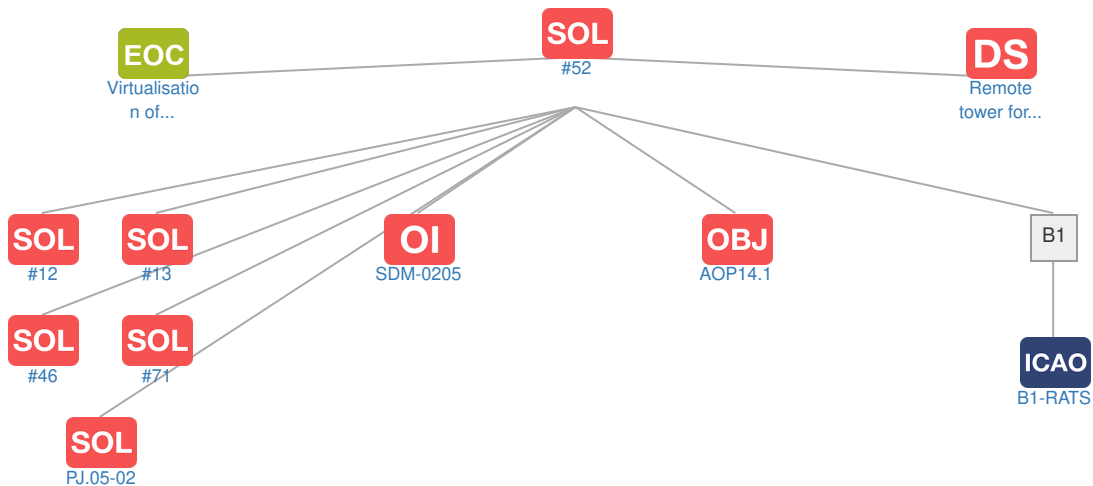 EOC
Virtualisatio
n of...
SOL
#52
DS
Remote
tower for...
SOL
#12
SOL
#13
OI
SDM-0205
OBJ
AOP14.1
B1
SOL
#46
SOL
#71
ICAO
B1-RATS
SOL
PJ.05-02